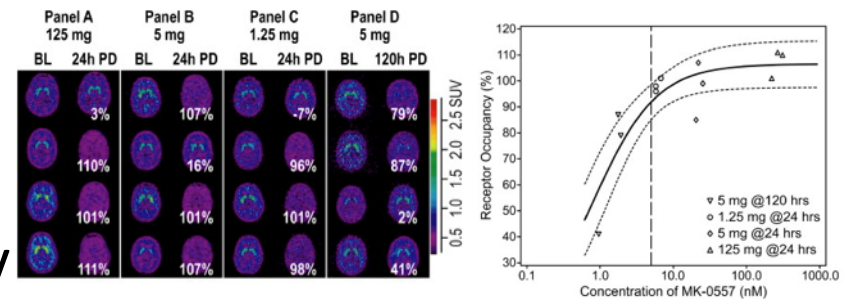 Panel A Panel B Panel C Panel D
125 mg 5 mg 1.25 mg 5 mg
BL 24h PD BL 24h PD BL 24h PD BL 120h PD
3% 107% -7% 79%
110% 16% 96% 87%
101% 101% 101% 2%
111% 107% 98% 41%
0.5 1.0 1.5 2.0 2.5 SUV
y
Receptor Occupancy (%)
120
110
100
90
80
70
60
50
40
30
5 mg @120 hrs
1.25 mg @24 hrs
5 mg @24 hrs
125 mg @24 hrs
0.1 1.0 10.0 100.0 1000.0
Concentration of MK-0557 (nM)